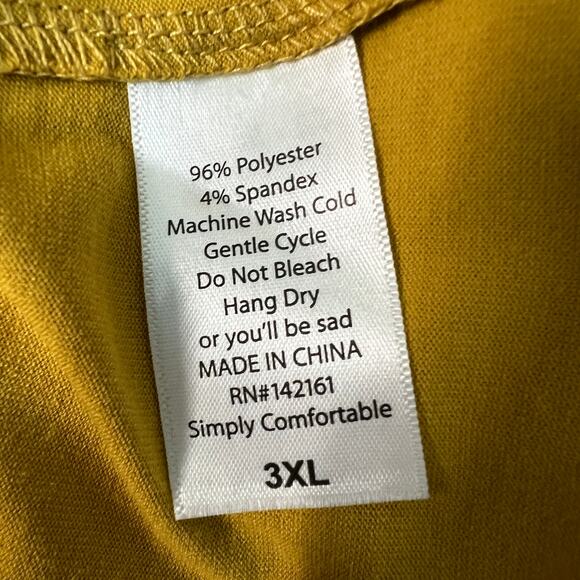 96% Polyester
4% Spandex
Machine Wash Cold
Gentle Cycle
Do Not Bleach
Hang Dry
or you'll be sad
MADE IN CHINA
RN#142161
Simply Comfortable
3XL